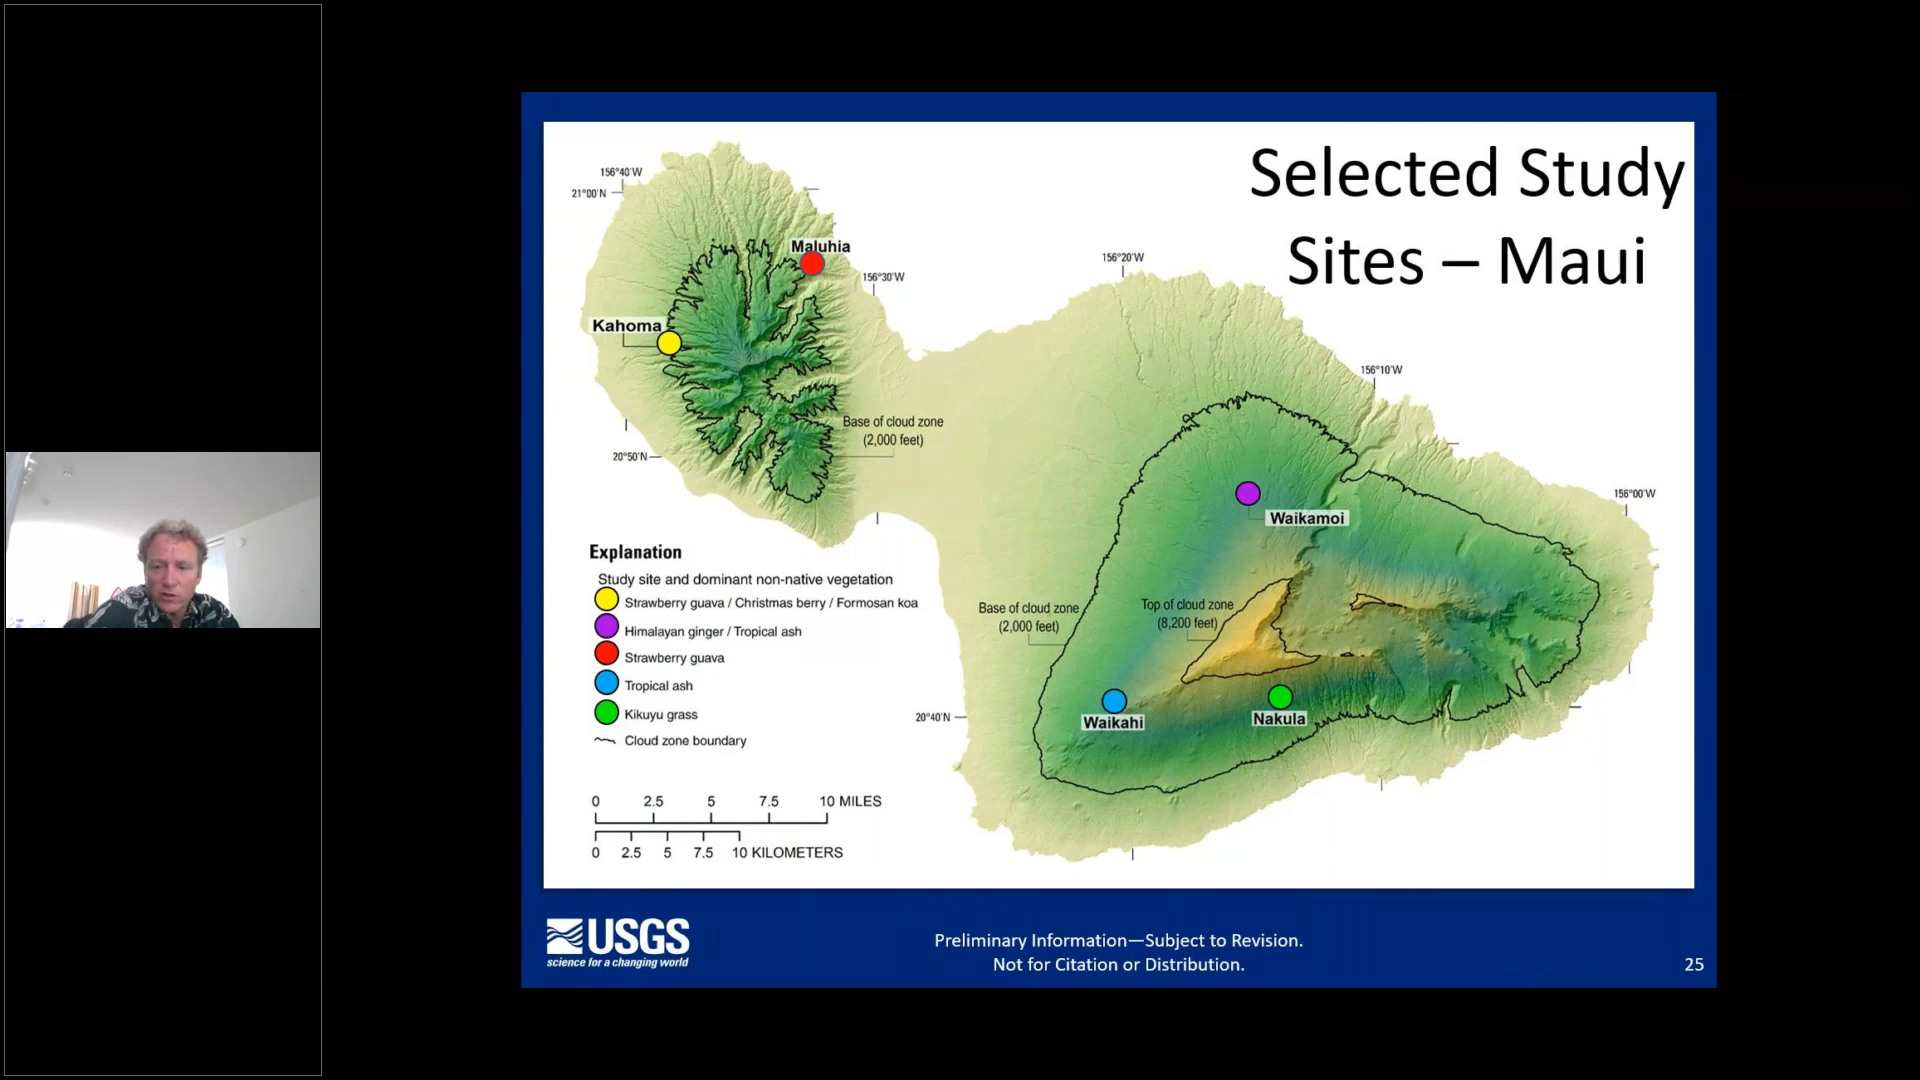 Selected Study
Sites – Maui
156°40'W
21°00'N
Maluhia
156°30'W
Kahoma
156°20'W
156°10'W
Base of cloud zone
(2,000 feet)
20°50'N
156°00'W
Waikamoi
Explanation
Study site and dominant non-native vegetation
Strawberry guava / Christmas berry / Formosan koa
Himalayan ginger / Tropical ash
Strawberry guava
Tropical ash
Kikuyu grass
Cloud zone boundary
Base of cloud zone
(2,000 feet)
Top of cloud zone
(8,200 feet)
Waikahi
Nakula
20°40'N
0 2.5 5 7.5 10 MILES
0 2.5 5 7.5 10 KILOMETERS
USGS
science for a changing world
Preliminary Information—Subject to Revision.
Not for Citation or Distribution.
25